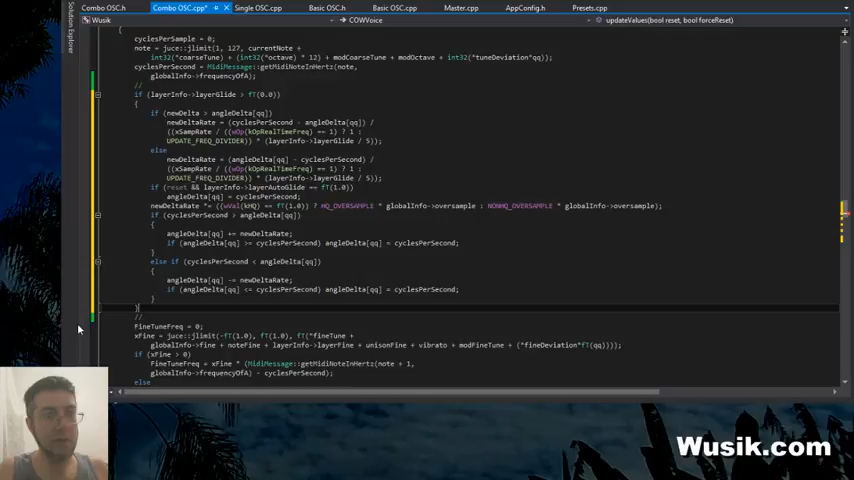 Solution Explorer
Combo OSC.h Combo OSC.cpp* Single OSC.cpp Basic OSC.h Basic OSC.cpp Master.cpp AppConfig.h Presets.cpp
Wusik COWVoice updateValues(bool reset, bool forceReset)
{
cyclesPerSample = 0;
note = juce::jlimit(1, 127, currentNote +
int32(*coarseTune) + (int32(*octave) * 12) + modCoarseTune + modOctave + int32(*tuneDeviation*qq));
cyclesPerSecond = MidiMessage::getMidiNoteInHertz(note,
globalInfo->frequencyOfA);
//
if (layerInfo->layerGlide > fT(0.0))
{
if (newDelta > angleDelta[qq])
newDeltaRate = (cyclesPerSecond - angleDelta[qq]) /
((xSampRate / ((wOp(kOpRealTimeFreq) == 1) ? 1 :
UPDATE_FREQ_DIVIDER)) * (layerInfo->layerGlide / 5));
else
newDeltaRate = (angleDelta[qq] - cyclesPerSecond) /
((xSampRate / ((wOp(kOpRealTimeFreq) == 1) ? 1 :
UPDATE_FREQ_DIVIDER)) * (layerInfo->layerGlide / 5));
if (reset && layerInfo->layerAutoGlide == fT(1.0))
angleDelta[qq] = cyclesPerSecond;
newDeltaRate *= ((wVal(kHQ) == fT(1.0)) ? HQ_OVERSAMPLE * globalInfo->oversample : NONHQ_OVERSAMPLE * globalInfo->oversample);
if (cyclesPerSecond > angleDelta[qq])
{
angleDelta[qq] += newDeltaRate;
if (angleDelta[qq] >= cyclesPerSecond) angleDelta[qq] = cyclesPerSecond;
}
else if (cyclesPerSecond < angleDelta[qq])
{
angleDelta[qq] -= newDeltaRate;
if (angleDelta[qq] <= cyclesPerSecond) angleDelta[qq] = cyclesPerSecond;
}
}
//
FineTuneFreq = 0;
xFine = juce::jlimit(-fT(1.0), fT(1.0), fT(*fineTune +
globalInfo->fine + noteFine + layerInfo->layerFine + unisonFine + vibrato + modFineTune + (*fineDeviation*fT(qq))));
if (xFine > 0)
FineTuneFreq = xFine * (MidiMessage::getMidiNoteInHertz(note + 1,
globalInfo->frequencyOfA) - cyclesPerSecond);
else
Wusik.com